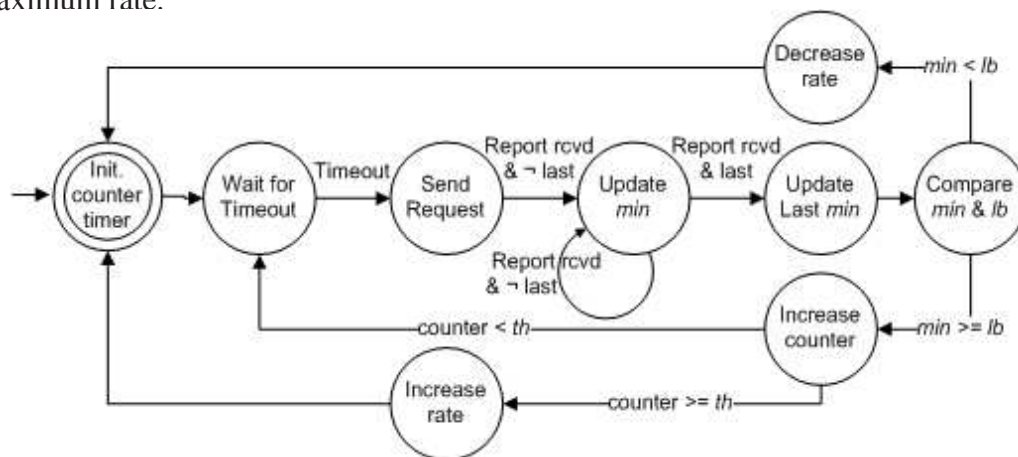 aximum rate.
Decrease
rate
min < lb
Init.
counter
timer
Wait for
Timeout
Timeout
Send
Request
Report rcvd
& ¬ last
Update
min
Report rcvd
& last
Update
Last min
Compare
min & lb
Report rcvd
& ¬ last
counter < th
Increase
counter
min >= lb
Increase
rate
counter >= th